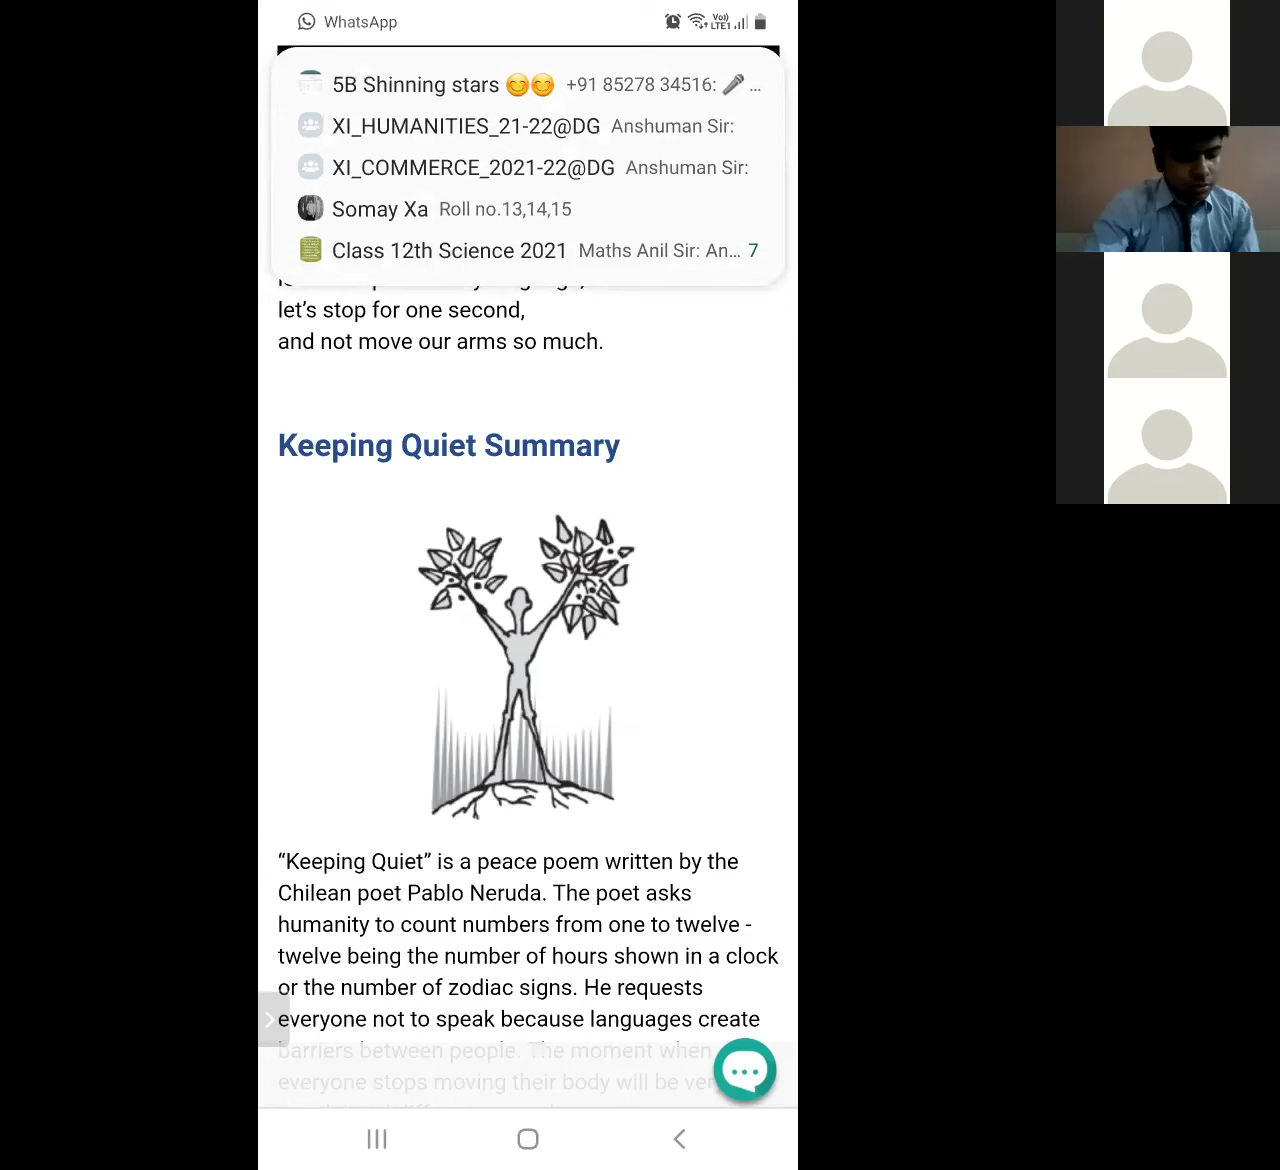 WhatsApp Vo) LTE1
5B Shinning stars 😊😊 +91 85278 34516: 🎤 ...
XI_HUMANITIES_21-22@DG Anshuman Sir:
XI_COMMERCE_2021-22@DG Anshuman Sir:
Somay Xa Roll no.13,14,15
Class 12th Science 2021 Maths Anil Sir: An... 7
let’s stop for one second,
and not move our arms so much.
Keeping Quiet Summary
“Keeping Quiet” is a peace poem written by the
Chilean poet Pablo Neruda. The poet asks
humanity to count numbers from one to twelve -
twelve being the number of hours shown in a clock
or the number of zodiac signs. He requests
everyone not to speak because languages create
barriers between people. The moment when
everyone stops moving their body will be